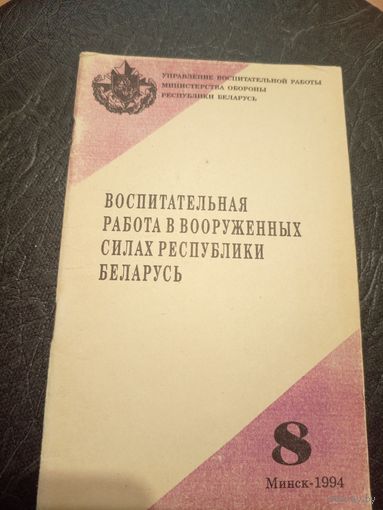 УПРАВЛЕНИЕ ВОСПИТАТЕЛЬНОЙ РАБОТЫ
МИНИСТЕРСТВА ОБОРОНЫ
РЕСПУБЛИКИ БЕЛАРУСЬ
ВОСПИТАТЕЛЬНАЯ
РАБОТА В ВООРУЖЕННЫХ
СИЛАХ РЕСПУБЛИКИ
БЕЛАРУСЬ
8
Минск-1994